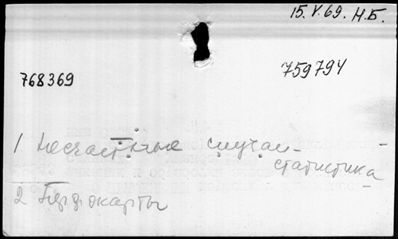 15.V.69. Н.Б.
768369 759794
1 Несчастные случаи-
статистика
2 Перфокарты